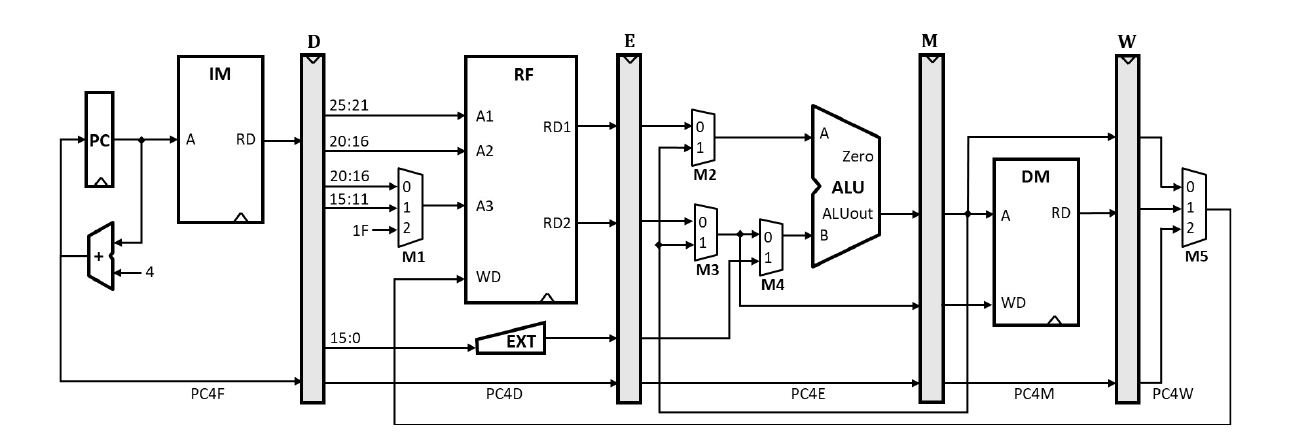 D
E
M
W
IM
RF
25:21
A1
RD1
0
1
M2
A
Zero
ALU
ALUout
B
PC
A
RD
20:16
A2
20:16
15:11
1F
0
1
2
M1
A3
RD2
0
1
M3
0
1
M4
DM
A
RD
WD
0
1
2
M5
+
4
WD
15:0
EXT
PC4F
PC4D
PC4E
PC4M
PC4W